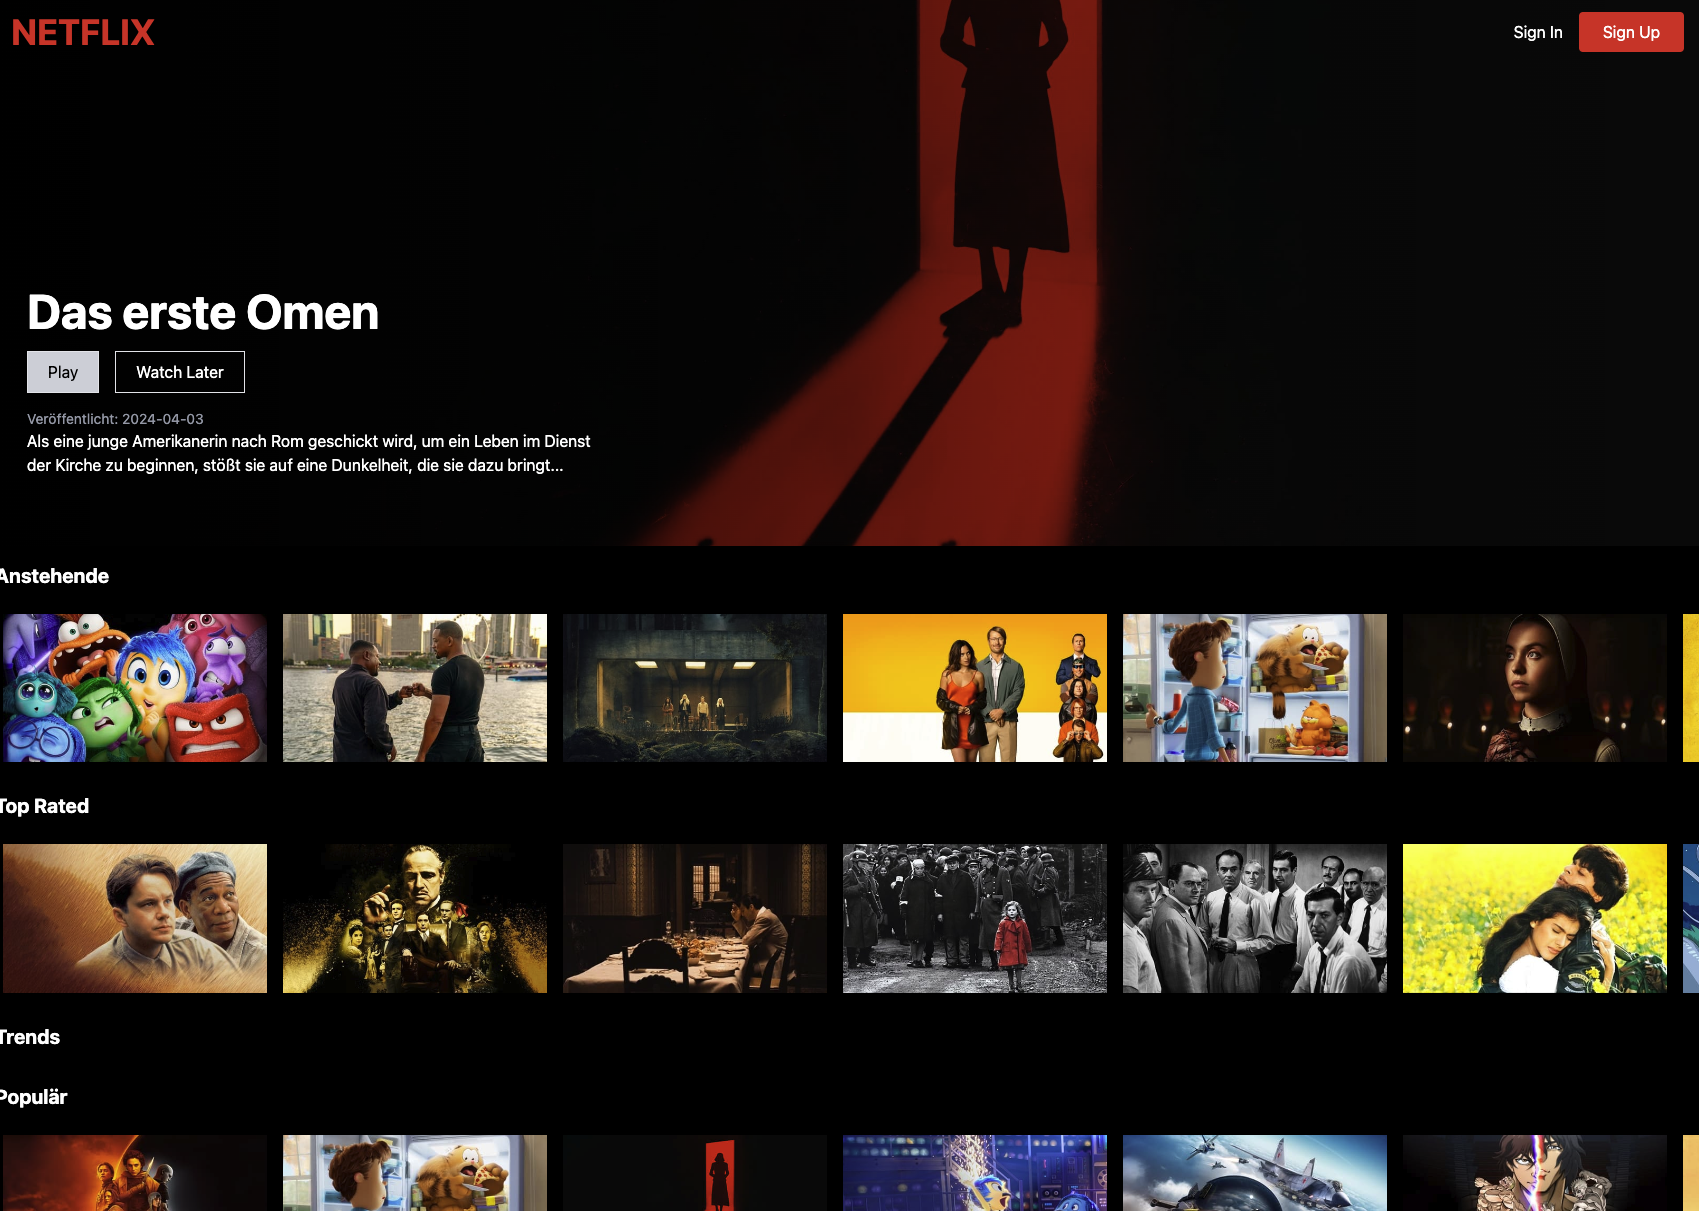 NETFLIX
Sign In
Sign Up
Das erste Omen
Play
Watch Later
Veröffentlicht: 2024-04-03
Als eine junge Amerikanerin nach Rom geschickt wird, um ein Leben im Dienst
der Kirche zu beginnen, stößt sie auf eine Dunkelheit, die sie dazu bringt...
Anstehende
Top Rated
Trends
Populär